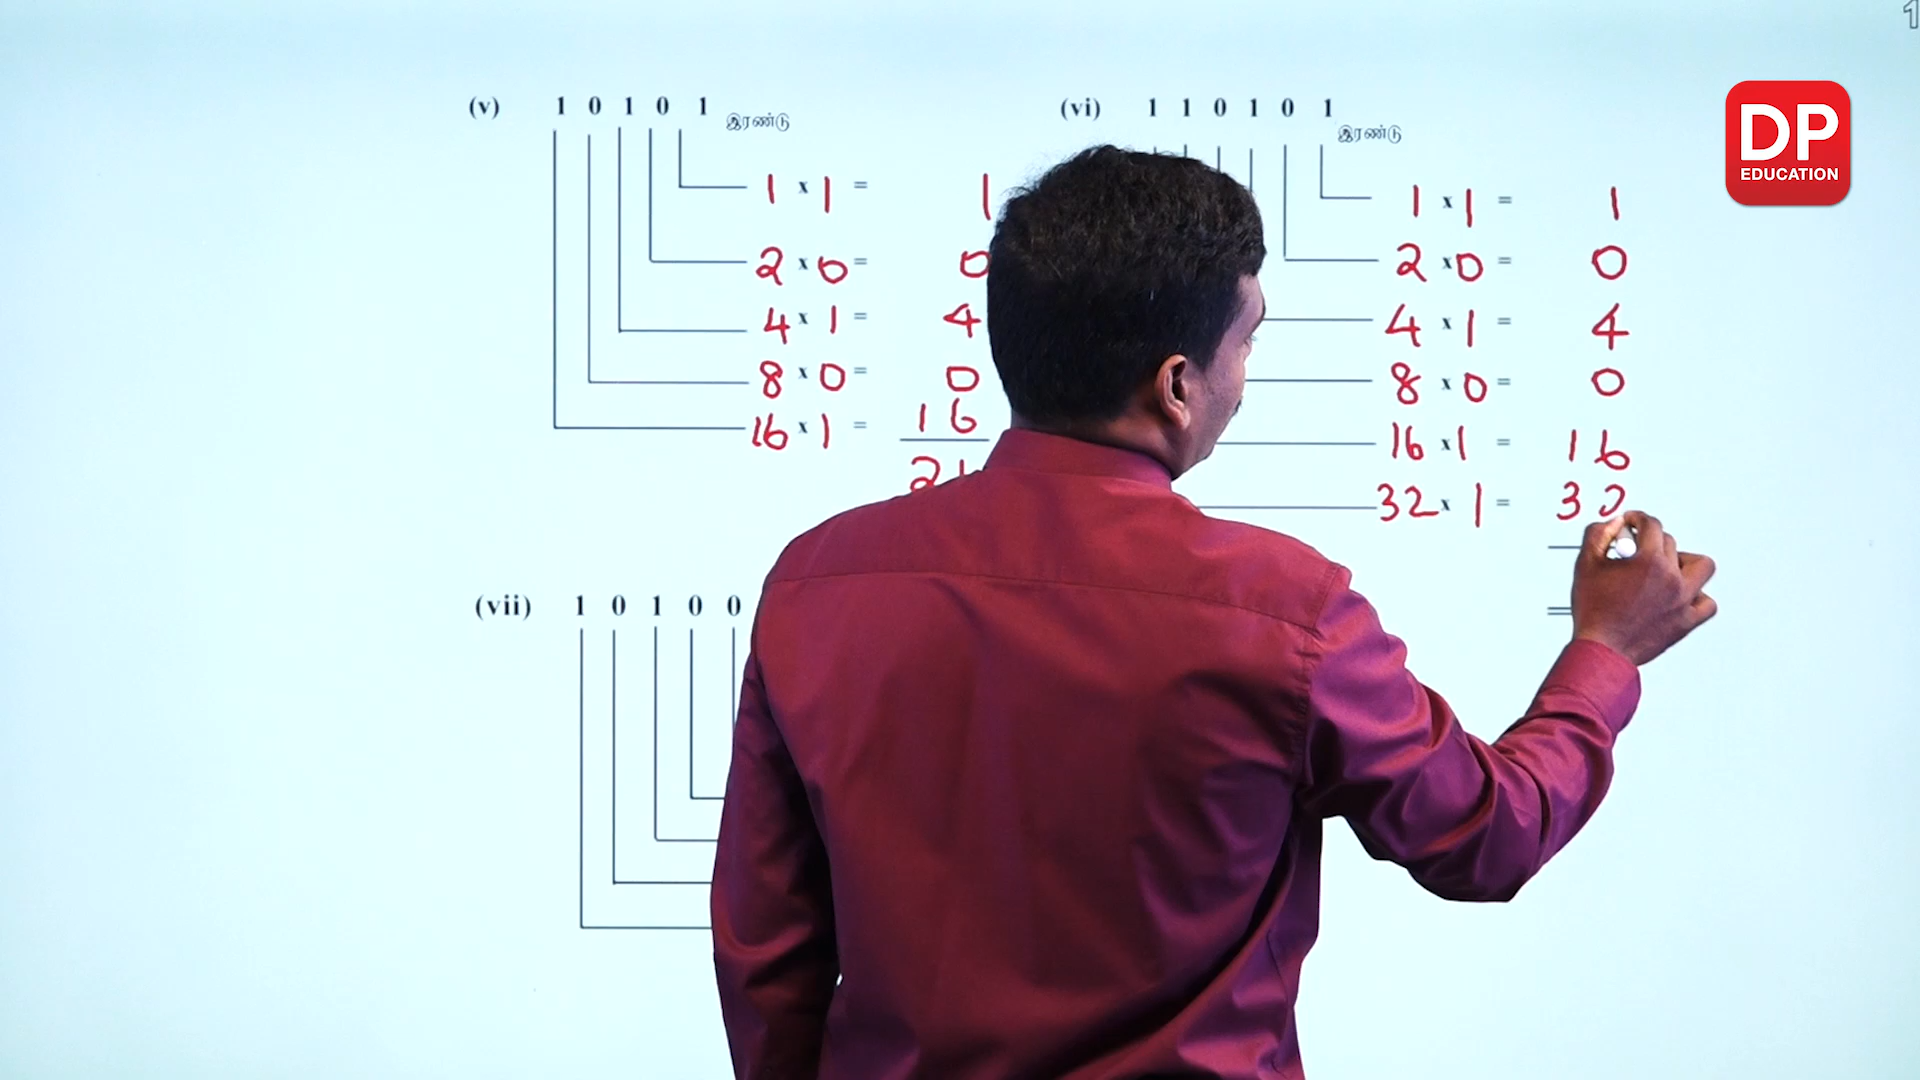 1
DP
EDUCATION
(v) 1 0 1 0 1 இரண்டு
1 x 1 = 1
2 x 0 = 0
4 x 1 = 4
8 x 0 = 0
16 x 1 = 16
2
(vi) 1 1 0 1 0 1 இரண்டு
1 x 1 = 1
2 x 0 = 0
4 x 1 = 4
8 x 0 = 0
16 x 1 = 16
32 x 1 = 32
(vii) 1 0 1 0 0